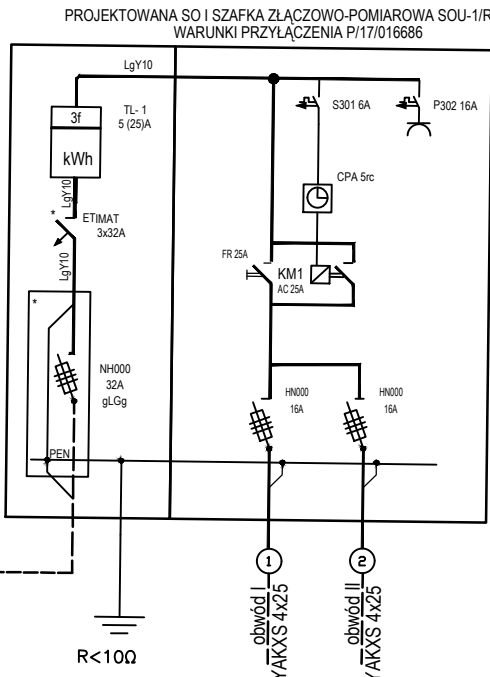 PROJEKTOWANA SO I SZAFKA ZŁĄCZOWO-POMIAROWA SOU-1/R
WARUNKI PRZYŁĄCZENIA P/17/016686
LgY10
3f
TL- 1
5 (25)A
kWh
LgY10
*
ETIMAT
3x32A
LgY10
*
NH000
32A
gLGg
PEN
R<10Ω
S301 6A
P302 16A
CPA 5rc
FR 25A
KM1
AC 25A
HN000
16A
HN000
16A
1
2
obwód I
YAKXS 4x25
obwód II
YAKXS 4x25